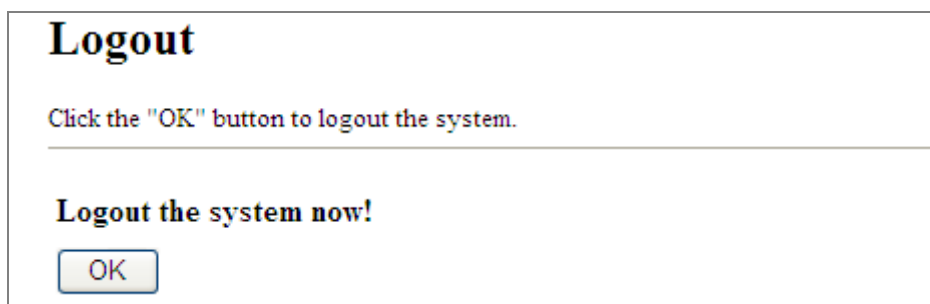 Logout
Click the "OK" button to logout the system.
Logout the system now!
OK